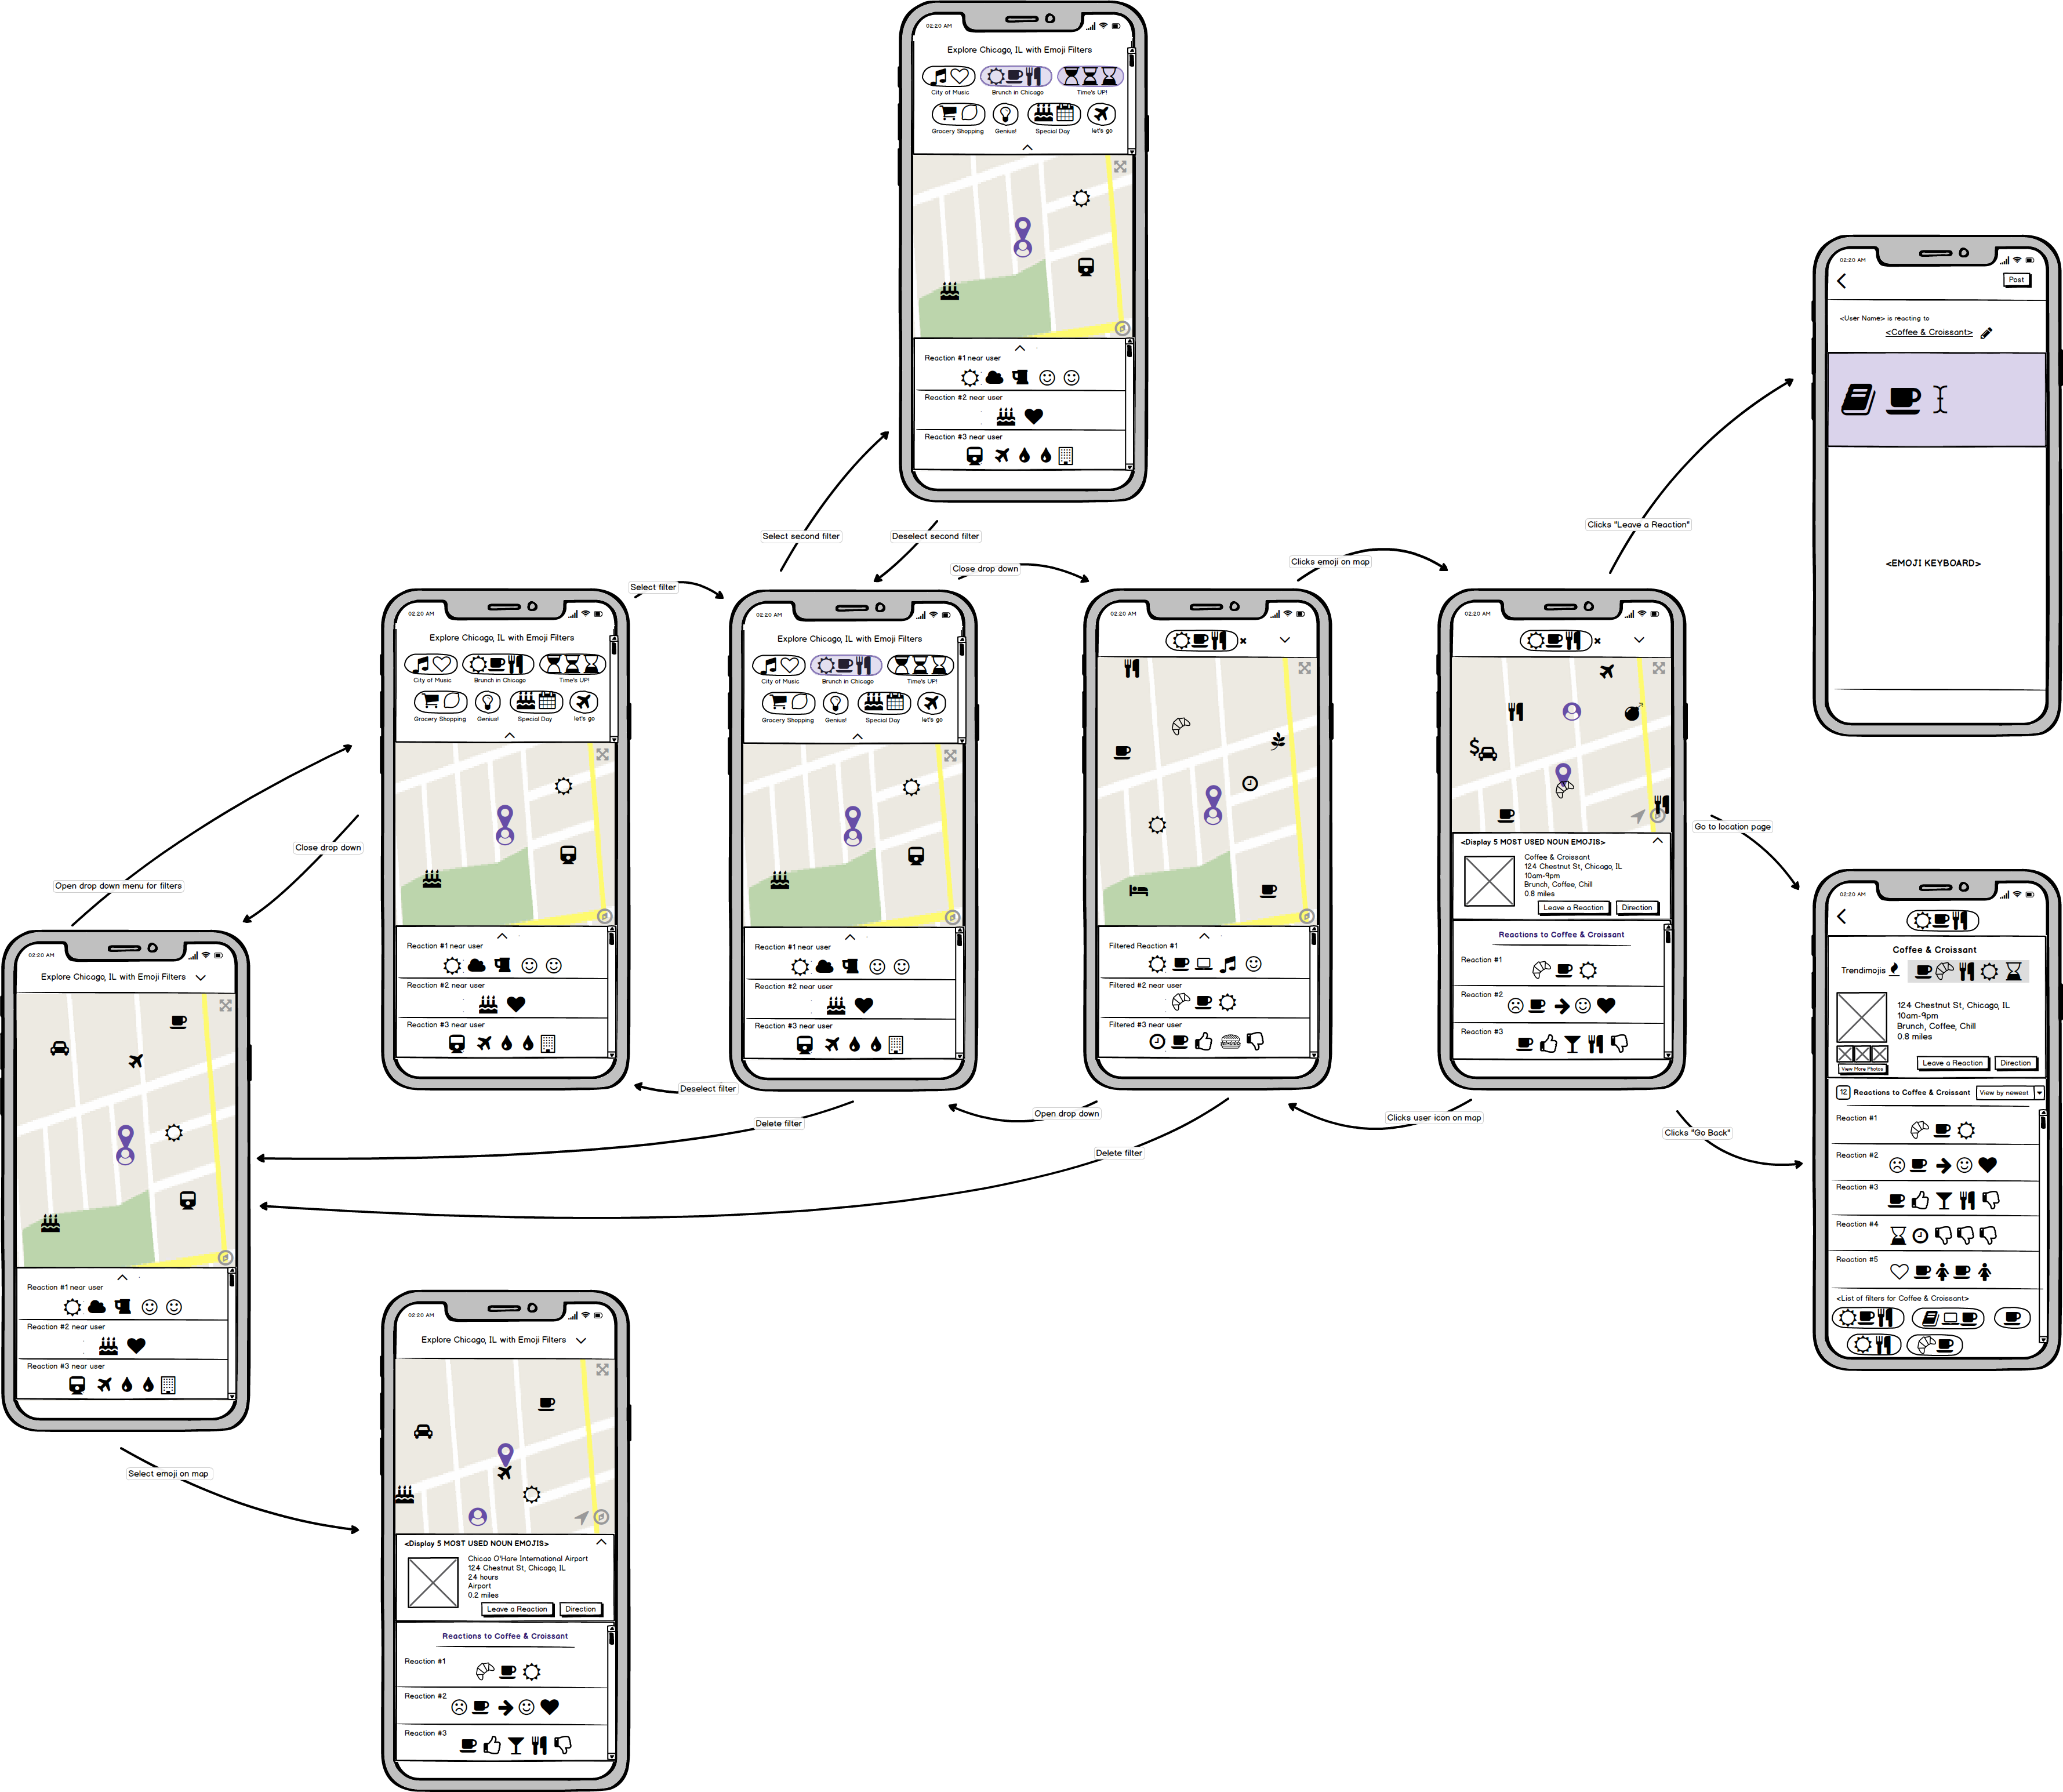 02:20 AM
Explore Chicago, IL with Emoji Filters
City of Music
Brunch in Chicago
Time's UP!
Grocery Shopping
Genius!
Special Day
let's go
Reaction #1 near user
Reaction #2 near user
Reaction #3 near user
02:20 AM
Post
<User Name> is reacting to
<Coffee & Croissant>
<EMOJI KEYBOARD>
Clicks "Leave a Reaction"
Select second filter
Deselect second filter
Close drop down
Clicks emoji on map
Select filter
02:20 AM
Explore Chicago, IL with Emoji Filters
City of Music
Brunch in Chicago
Time's UP!
Grocery Shopping
Genius!
Special Day
let's go
Reaction #1 near user
Reaction #2 near user
Reaction #3 near user
02:20 AM
Explore Chicago, IL with Emoji Filters
City of Music
Brunch in Chicago
Time's UP!
Grocery Shopping
Genius!
Special Day
let's go
Reaction #1 near user
Reaction #2 near user
Reaction #3 near user
02:20 AM
Filtered Reaction #1
Filtered #2 near user
Filtered #3 near user
02:20 AM
$
<Display 5 MOST USED NOUN EMOJIS>
Coffee & Croissant
124 Chestnut St, Chicago, IL
10am-9pm
Brunch, Coffee, Chill
0.8 miles
Leave a Reaction
Direction
Reactions to Coffee & Croissant
Reaction #1
Reaction #2
Reaction #3
Go to location page
Close drop down
Open drop down menu for filters
Deselect filter
Delete filter
Open drop down
Clicks user icon on map
Delete filter
Clicks "Go Back"
02:20 AM
Coffee & Croissant
Trendimojis
124 Chestnut St, Chicago, IL
10am-9pm
Brunch, Coffee, Chill
0.8 miles
View More Photos
Leave a Reaction
Direction
12 Reactions to Coffee & Croissant
View by newest
Reaction #1
Reaction #2
Reaction #3
Reaction #4
Reaction #5
<List of filters for Coffee & Croissant>
02:20 AM
Explore Chicago, IL with Emoji Filters
Reaction #1 near user
Reaction #2 near user
Reaction #3 near user
Select emoji on map
02:20 AM
Explore Chicago, IL with Emoji Filters
<Display 5 MOST USED NOUN EMOJIS>
Chicao O'Hare International Airport
124 Chestnut St, Chicago, IL
24 hours
Airport
0.2 miles
Leave a Reaction
Direction
Reactions to Coffee & Croissant
Reaction #1
Reaction #2
Reaction #3